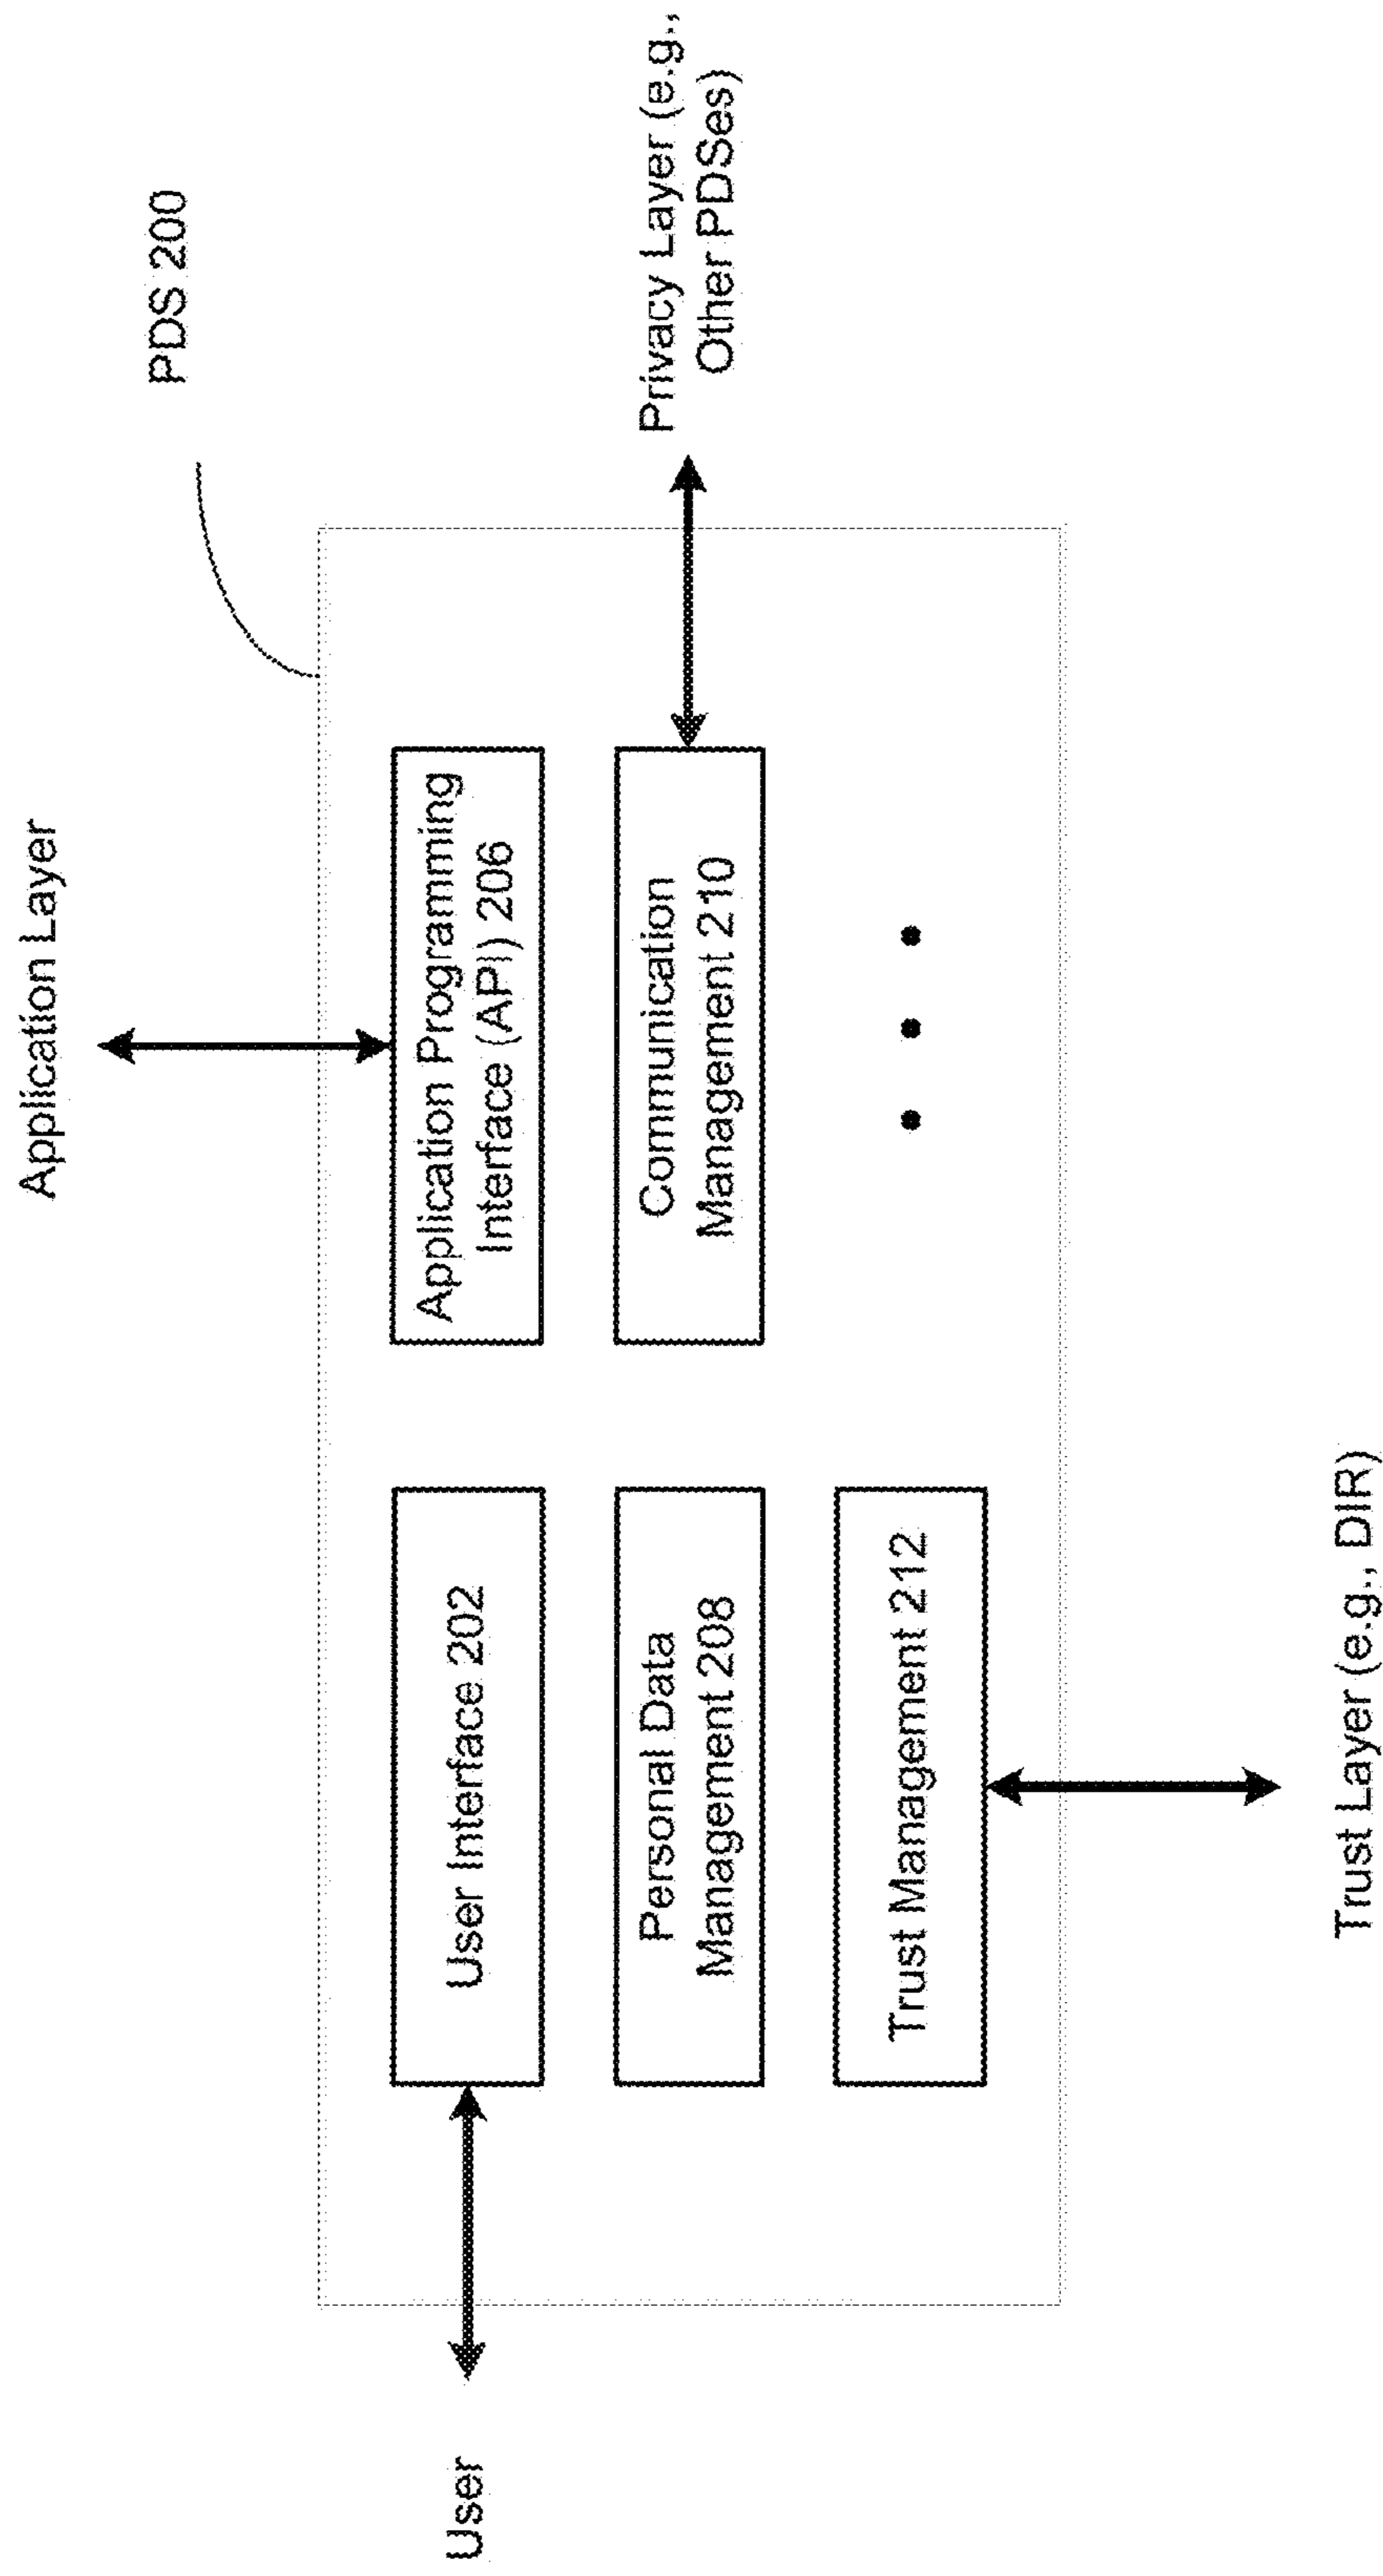 Application Layer
PDS 200
User
User Interface 202
Application Programming
Interface (API) 206
Personal Data
Management 208
Communication
Management 210
Privacy Layer (e.g.,
Other PDSes)
Trust Management 212
Trust Layer (e.g., DIR)